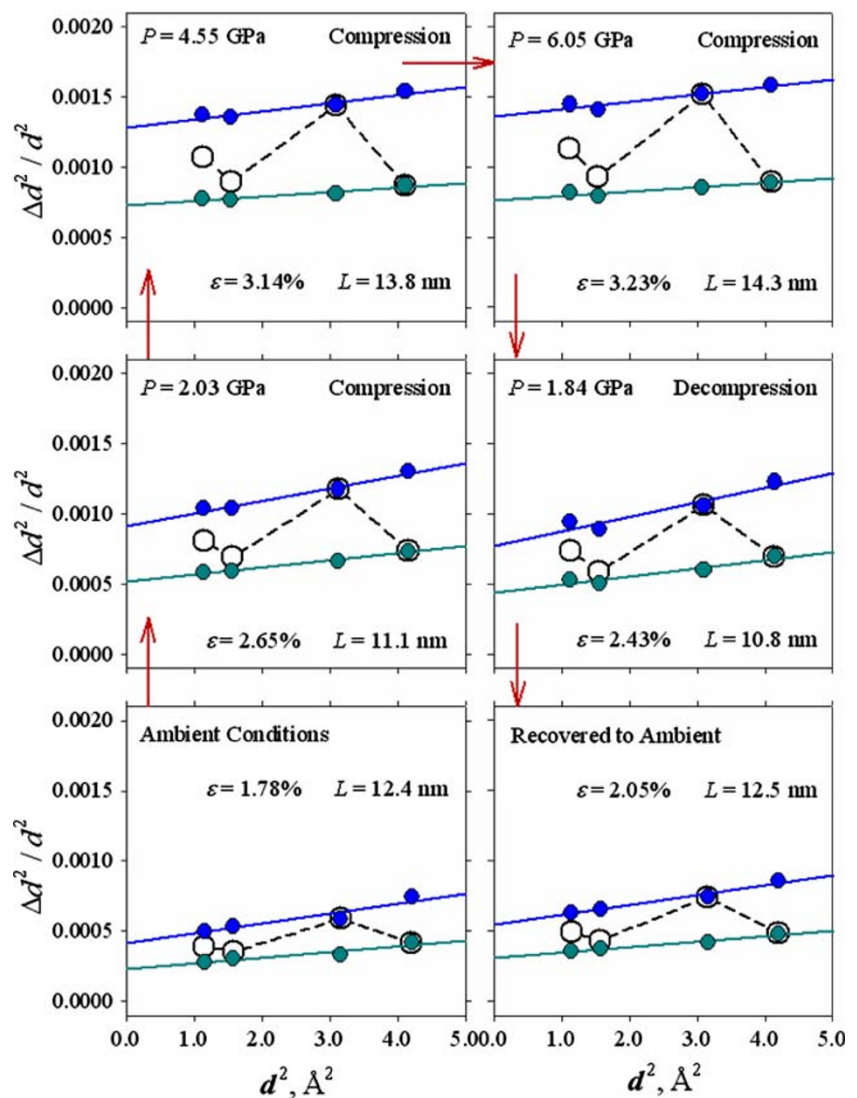 P = 4.55 GPa Compression
P = 6.05 GPa Compression
0.0020
0.0015
0.0010
0.0005
0.0000
Δd² / d²
ε = 3.14% L = 13.8 nm
ε = 3.23% L = 14.3 nm
P = 2.03 GPa Compression
P = 1.84 GPa Decompression
0.0020
0.0015
0.0010
0.0005
0.0000
Δd² / d²
ε = 2.65% L = 11.1 nm
ε = 2.43% L = 10.8 nm
Ambient Conditions
Recovered to Ambient
0.0020
0.0015
0.0010
0.0005
0.0000
Δd² / d²
ε = 1.78% L = 12.4 nm
ε = 2.05% L = 12.5 nm
0.0 1.0 2.0 3.0 4.0 5.0
0.0 1.0 2.0 3.0 4.0 5.0
d², Å²
d², Å²